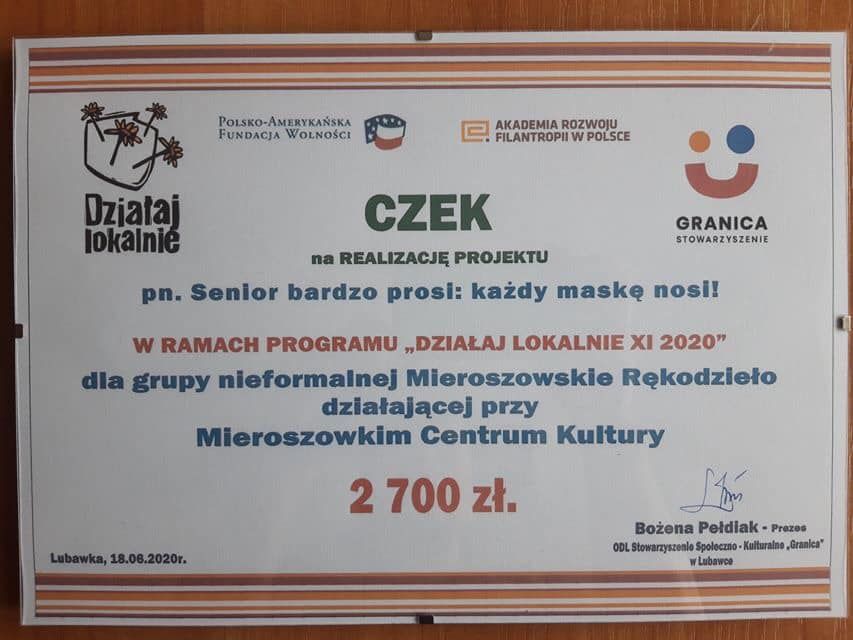 Działaj
lokalnie
POLSKO-AMERYKAŃSKA
FUNDACJA WOLNOŚCI
AKADEMIA ROZWOJU
FILANTROPII W POLSCE
GRANICA
STOWARZYSZENIE
CZEK
na REALIZACJĘ PROJEKTU
pn. Senior bardzo prosi: każdy maskę nosi!
W RAMACH PROGRAMU „DZIAŁAJ LOKALNIE XI 2020”
dla grupy nieformalnej Mieroszowskie Rękodzieło
działającej przy
Mieroszowkim Centrum Kultury
2 700 zł.
Bożena Pełdiak - Prezes
ODL Stowarzyszenie Społeczno - Kulturalne „Granica"
w Lubawce
Lubawka, 18.06.2020r.